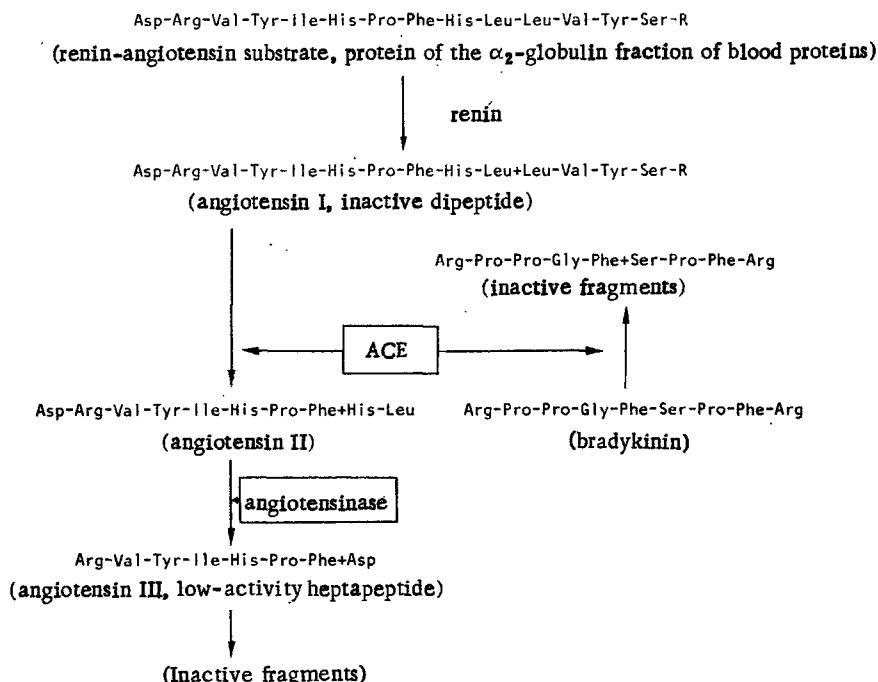 Asp-Arg-Val-Tyr-Ile-His-Pro-Phe-His-Leu-Leu-Val-Tyr-Ser-R
(renin-angiotensin substrate, protein of the α₂-globulin fraction of blood proteins)
renin
Asp-Arg-Val-Tyr-Ile-His-Pro-Phe-His-Leu+Leu-Val-Tyr-Ser-R
(angiotensin I, inactive dipeptide)
Arg-Pro-Pro-Gly-Phe+Ser-Pro-Phe-Arg
(inactive fragments)
ACE
Asp-Arg-Val-Tyr-Ile-His-Pro-Phe+His-Leu
(angiotensin II)
Arg-Pro-Pro-Gly-Phe-Ser-Pro-Phe-Arg
(bradykinin)
angiotensinase
Arg-Val-Tyr-Ile-His-Pro-Phe+Asp
(angiotensin III, low-activity heptapeptide)
(Inactive fragments)